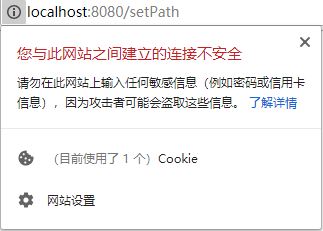 localhost:8080/setPath
您与此网站之间建立的连接不安全
请勿在此网站上输入任何敏感信息（例如密码或信用卡
信息），因为攻击者可能会盗取这些信息。 了解详情
（目前使用了 1 个）Cookie
网站设置